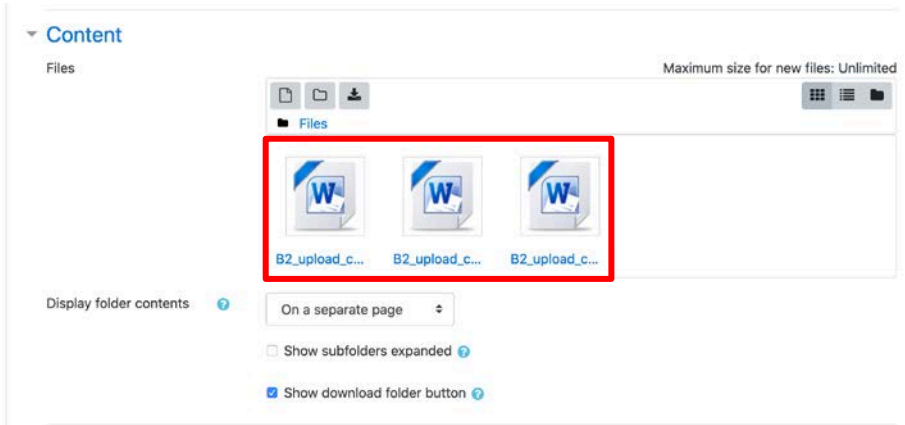 Content
Files
Maximum size for new files: Unlimited
Files
W W W
B2_upload_c... B2_upload_c... B2_upload_c...
Display folder contents
On a separate page
Show subfolders expanded
Show download folder button